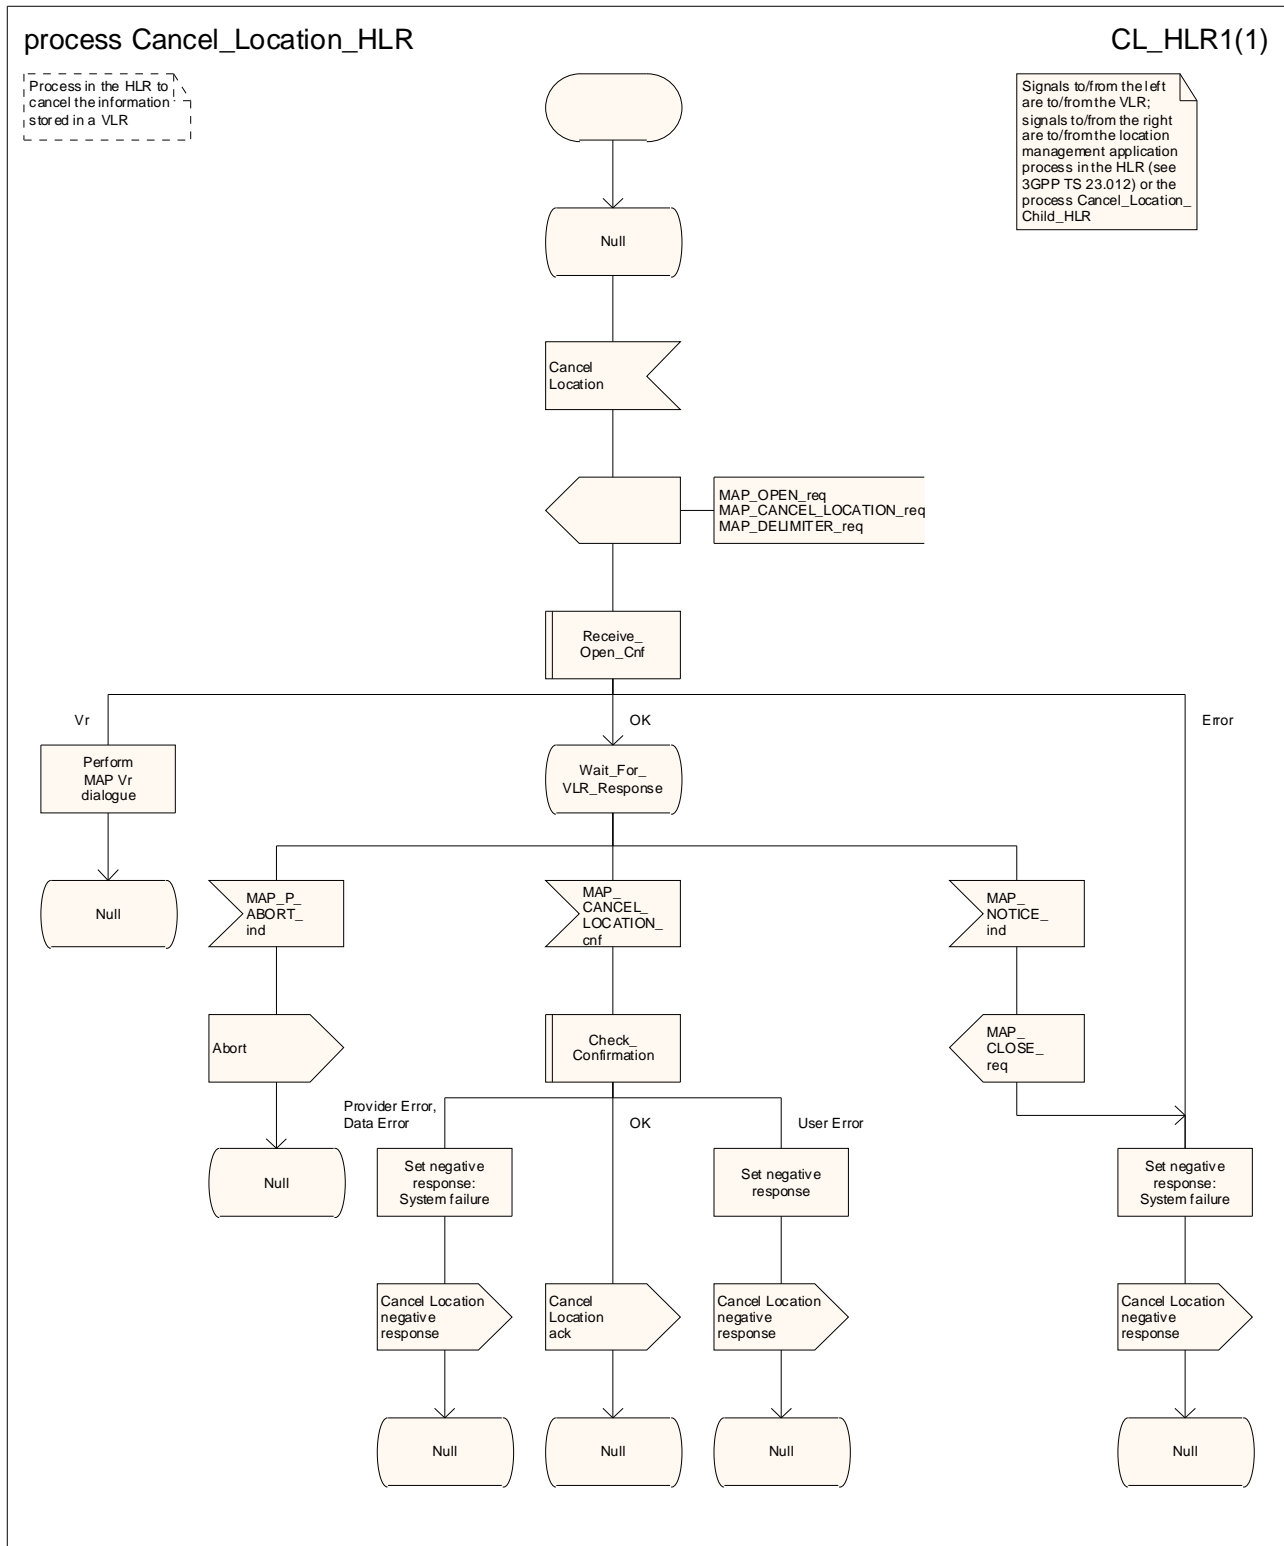 process Cancel_Location_HLR
CL_HLR1(1)
Process in the HLR to
cancel the information
stored in a VLR
Signals to/from the left
are to/from the VLR;
signals to/from the right
are to/from the location
management application
process in the HLR (see
3GPP TS 23.012) or the
process Cancel_Location_
Child_HLR
Null
Cancel
Location
MAP_OPEN_req
MAP_CANCEL_LOCATION_req
MAP_DELIMITER_req
Receive_
Open_Cnf
Vr
OK
Error
Perform
MAP Vr
dialogue
Wait_For_
VLR_Response
Null
MAP_P_
ABORT_
ind
MAP_
CANCEL_
LOCATION_
cnf
MAP_
NOTICE_
ind
Abort
Check_
Confirmation
MAP_
CLOSE_
req
Provider Error,
Data Error
OK
User Error
Null
Set negative
response:
System failure
Set negative
response
Set negative
response:
System failure
Cancel Location
negative
response
Cancel
Location
ack
Cancel Location
negative
response
Cancel Location
negative
response
Null
Null
Null
Null